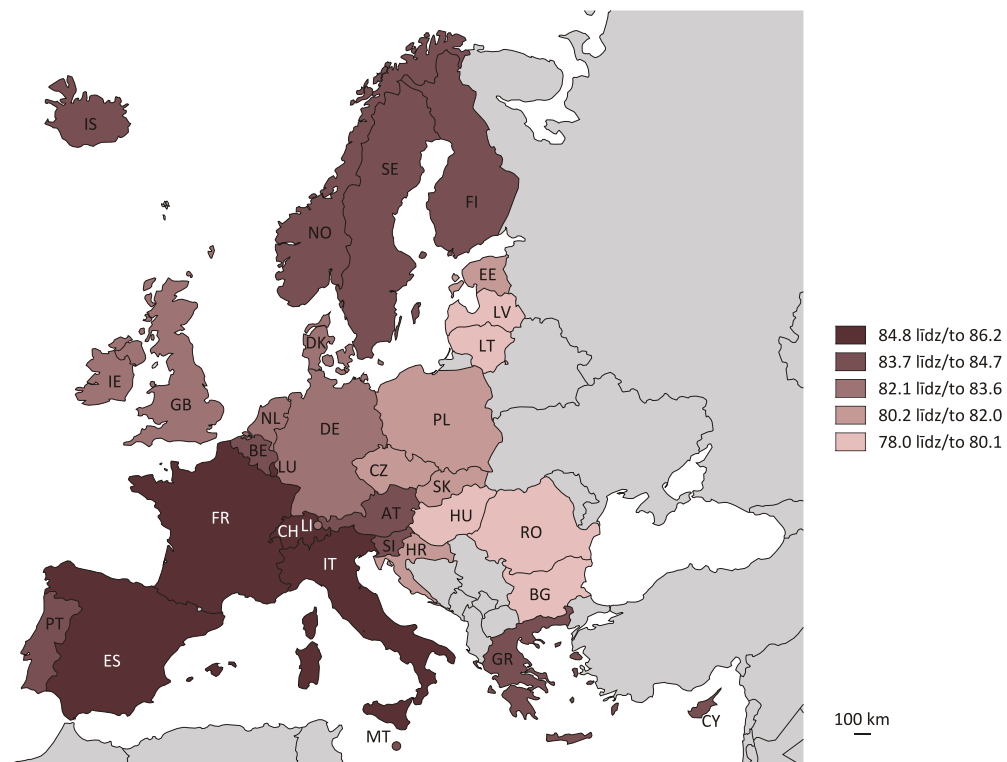 IS
SE
FI
NO
EE
LV
LT
DK
IE
GB
NL
DE
PL
BE
LU
CZ
SK
AT
FR
CH
LI
HU
RO
SI
HR
IT
BG
PT
ES
GR
CY
MT
84.8 līdz/to 86.2
83.7 līdz/to 84.7
82.1 līdz/to 83.6
80.2 līdz/to 82.0
78.0 līdz/to 80.1
100 km